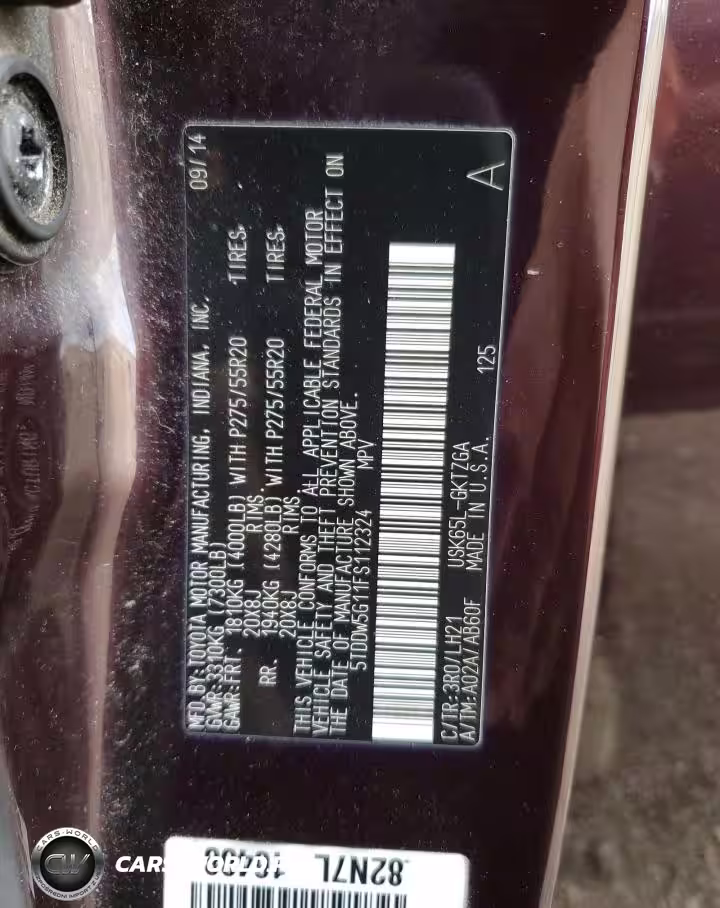 MFD.BY:TOYOTA MOTOR MANUFACTURING, INDIANA, INC. 09/14
GVWR:3310KG (7300LB)
GAWR:FRT. 1810KG (4000LB) WITH P275/55R20 TIRES,
20X8J RIMS.
RR. 1940KG (4280LB) WITH P275/55R20 TIRES,
20X8J RIMS.
THIS VEHICLE CONFORMS TO ALL APPLICABLE FEDERAL MOTOR
VEHICLE SAFETY AND THEFT PREVENTION STANDARDS IN EFFECT ON
THE DATE OF MANUFACTURE SHOWN ABOVE.
5TDDW5G11FS112324 MPV
C/TR:3R0/LH21 USK65L-GKTZGA
A/TM:A02A/AB60F MADE IN U.S.A. 125 A
82N7L
CARS-WORLD
CW